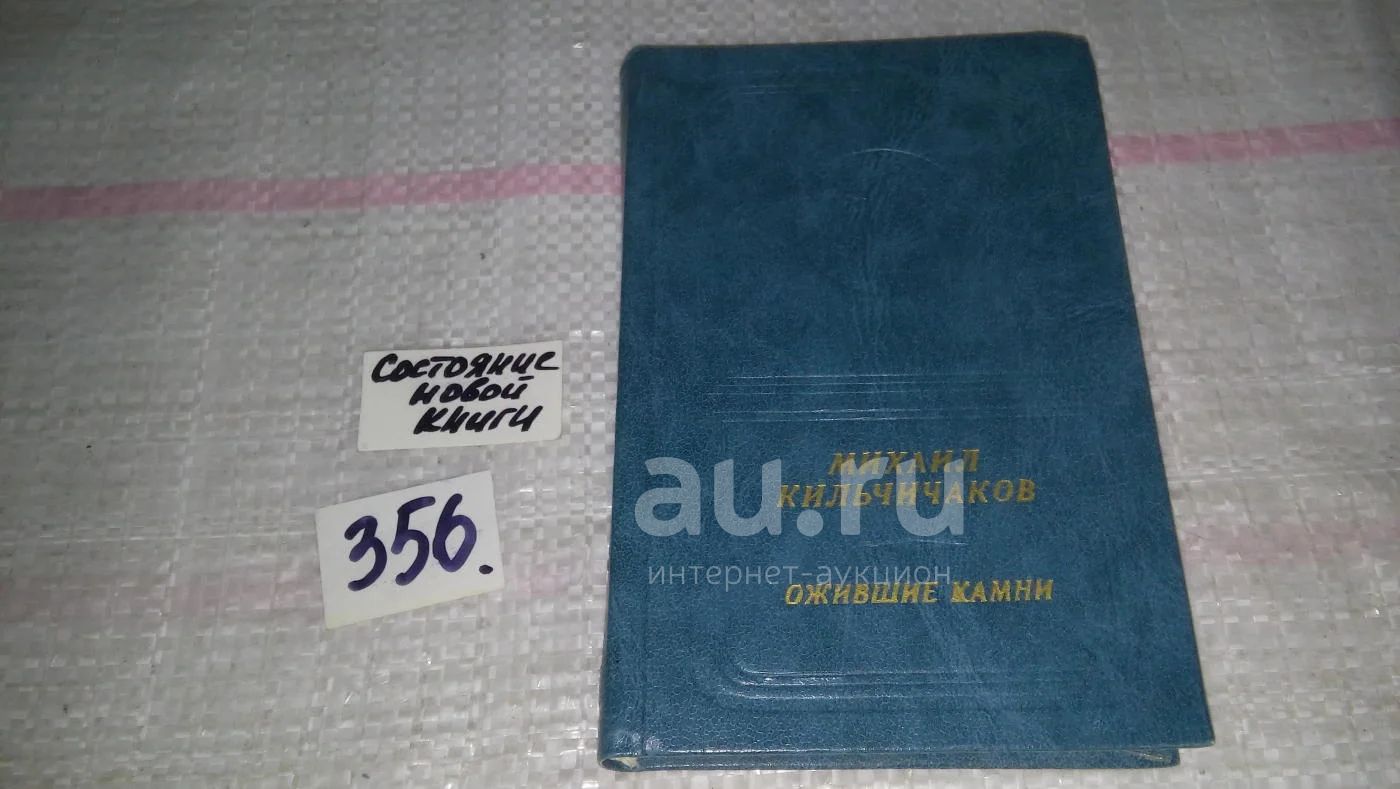 Состояние
новой
книги
356.
МИХАИЛ
КИЛЬЧИЧАКОВ
ОЖИВШИЕ КАМНИ
au.ru
интернет-аукцион